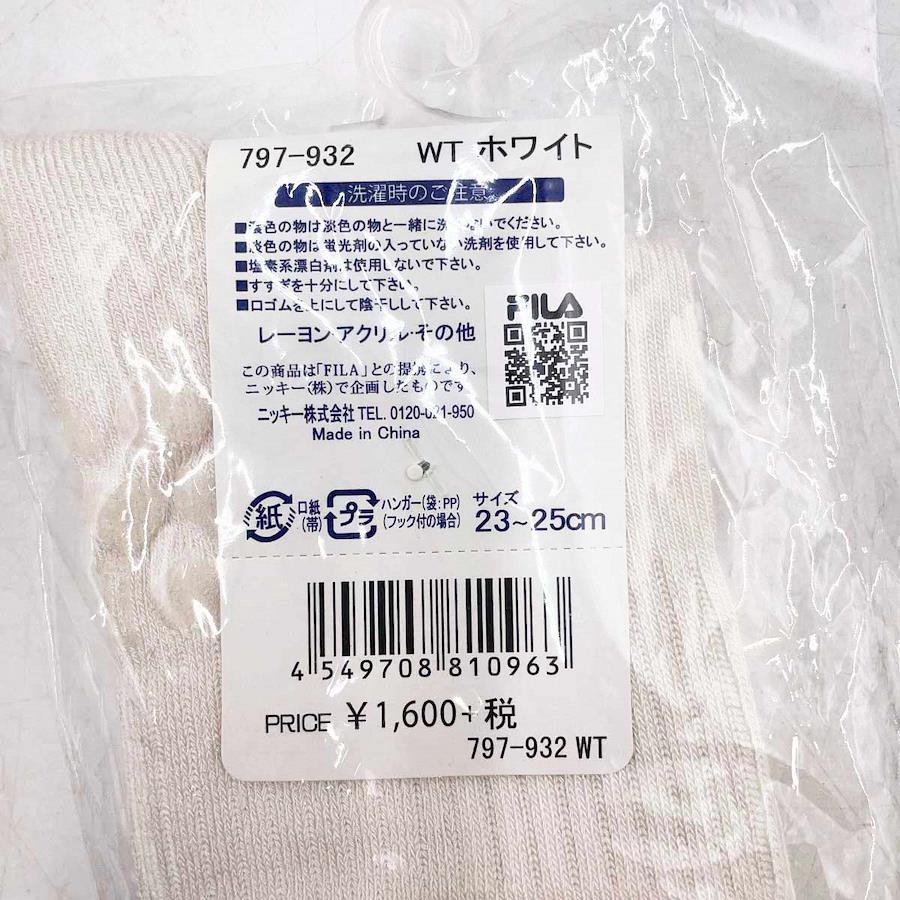 797-932 WT ホワイト
洗濯時のご注意
■濃色の物は淡色の物と一緒に洗わないでください。
■淡色の物は蛍光剤の入っていない洗剤を使用して下さい。
■塩素系漂白剤は使用しないで下さい。
■すすぎを十分にして下さい。
■口ゴムを上にして陰干しして下さい。
レーヨン・アクリル・その他
FILA
この商品は「FILA」との提携により、
ニッキー(株)で企画したものです。
ニッキー株式会社 TEL. 0120-021-950
Made in China
紙 口紙(帯)
プラ ハンガー(袋:PP)
(フック付の場合)
サイズ
23~25cm
4 549708 810963
PRICE ¥1,600+税
797-932 WT